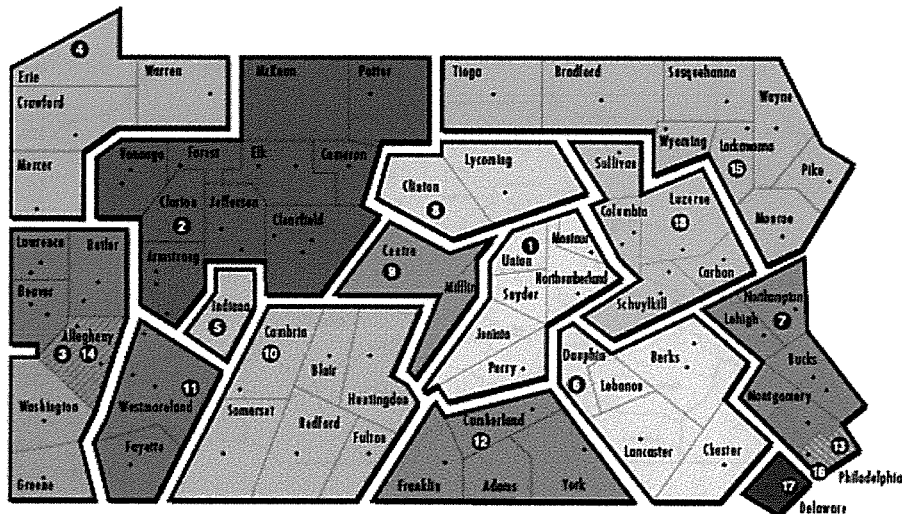 4
Erie
Warren
Crawford
Mercer
McKean
Potter
Venango
Forest
Elk
Cameron
Clarion
2
Jefferson
Clearfield
Armstrong
Tioga
Bradford
Susquehanna
Wayne
Wyoming
Lackawanna
15
Pike
Monroe
Clinton
Lycoming
8
Sullivan
Columbia
Luzerne
18
Carbon
Schuylkill
Centre
9
Mifflin
1
Union
Montour
Northumberland
Snyder
Juniata
Perry
Lawrence
Butler
Beaver
Allegheny
3
14
Washington
Greene
Indiana
5
Westmoreland
11
Fayette
Cambria
10
Blair
Huntingdon
Somerset
Bedford
Fulton
Cumberland
12
Franklin
Adams
York
Dauphin
6
Lebanon
Berks
Lancaster
Chester
Northampton
Lehigh
7
Bucks
Montgomery
13
16
Philadelphia
17
Delaware